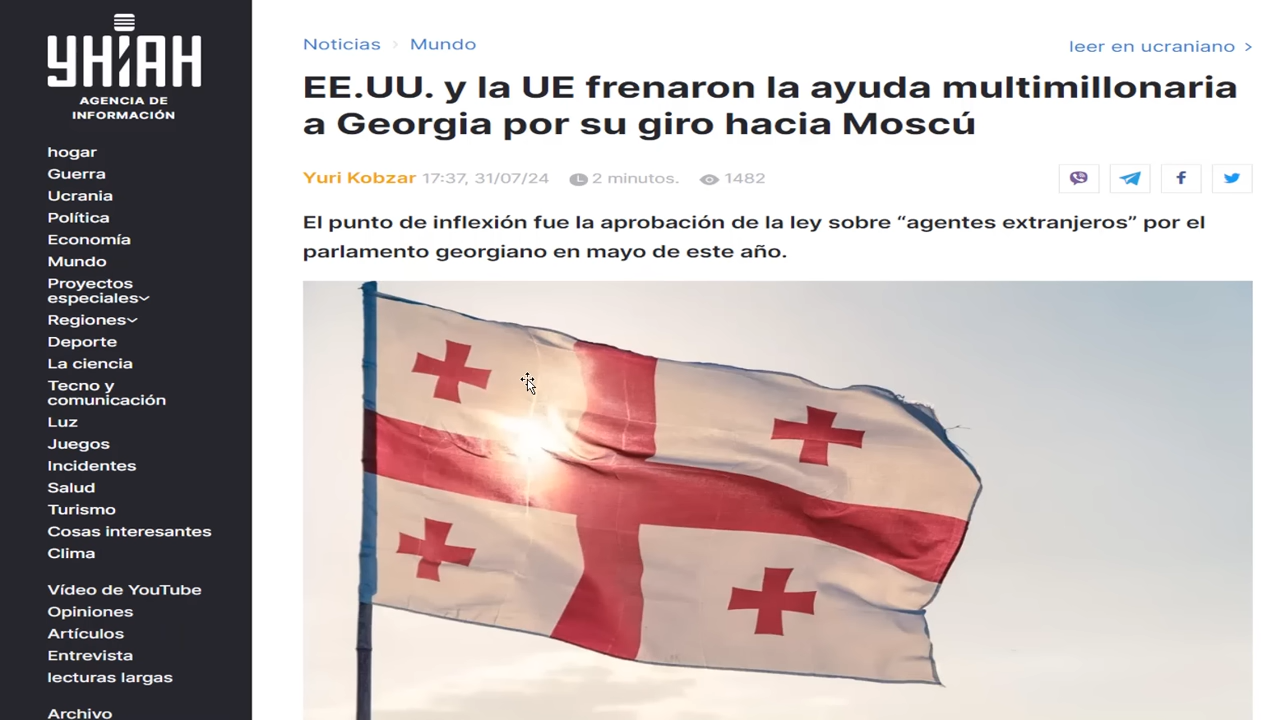 УНІАН
AGENCIA DE
INFORMACIÓN
hogar
Guerra
Ucrania
Política
Economía
Mundo
Proyectos
especiales
Regiones
Deporte
La ciencia
Tecno y
comunicación
Luz
Juegos
Incidentes
Salud
Turismo
Cosas interesantes
Clima
Vídeo de YouTube
Opiniones
Artículos
Entrevista
lecturas largas
Archivo
Noticias > Mundo
leer en ucraniano >
EE.UU. y la UE frenaron la ayuda multimillonaria
a Georgia por su giro hacia Moscú
Yuri Kobzar 17:37, 31/07/24 2 minutos. 1482
El punto de inflexión fue la aprobación de la ley sobre “agentes extranjeros” por el
parlamento georgiano en mayo de este año.